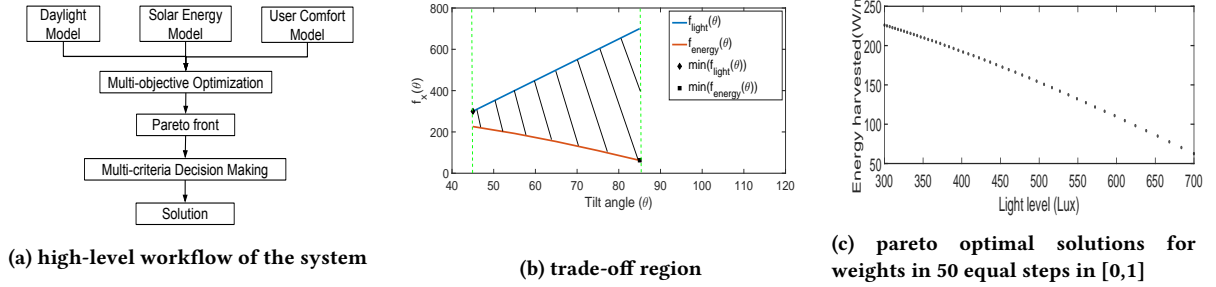 Daylight Model
Solar Energy Model
User Comfort Model
Multi-objective Optimization
Pareto front
Multi-criteria Decision Making
Solution
(a) high-level workflow of the system
800
600
400
200
0
f_x(θ)
40 50 60 70 80 90 100 110 120
Tilt angle (θ)
f_light(θ)
f_energy(θ)
min(f_light(θ))
min(f_energy(θ))
(b) trade-off region
Energy harvested(W/m
250
200
150
100
50
300 350 400 450 500 550 600 650 700
Light level (Lux)
(c) pareto optimal solutions for
weights in 50 equal steps in [0,1]